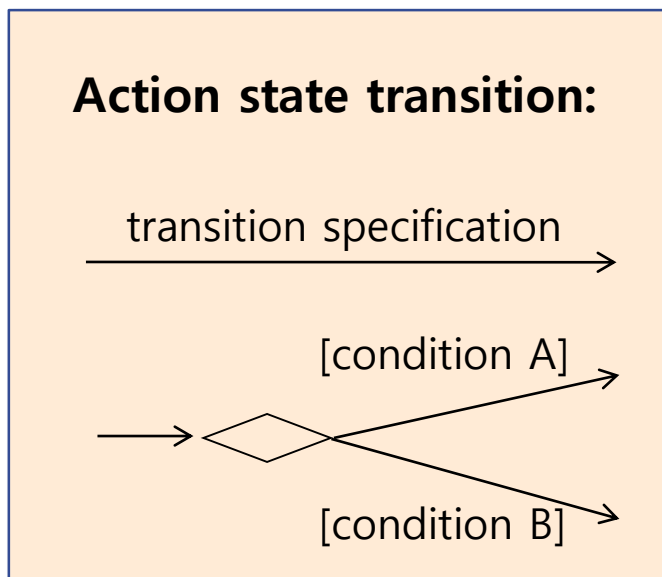 Action state transition:
transition specification
[condition A]
[condition B]